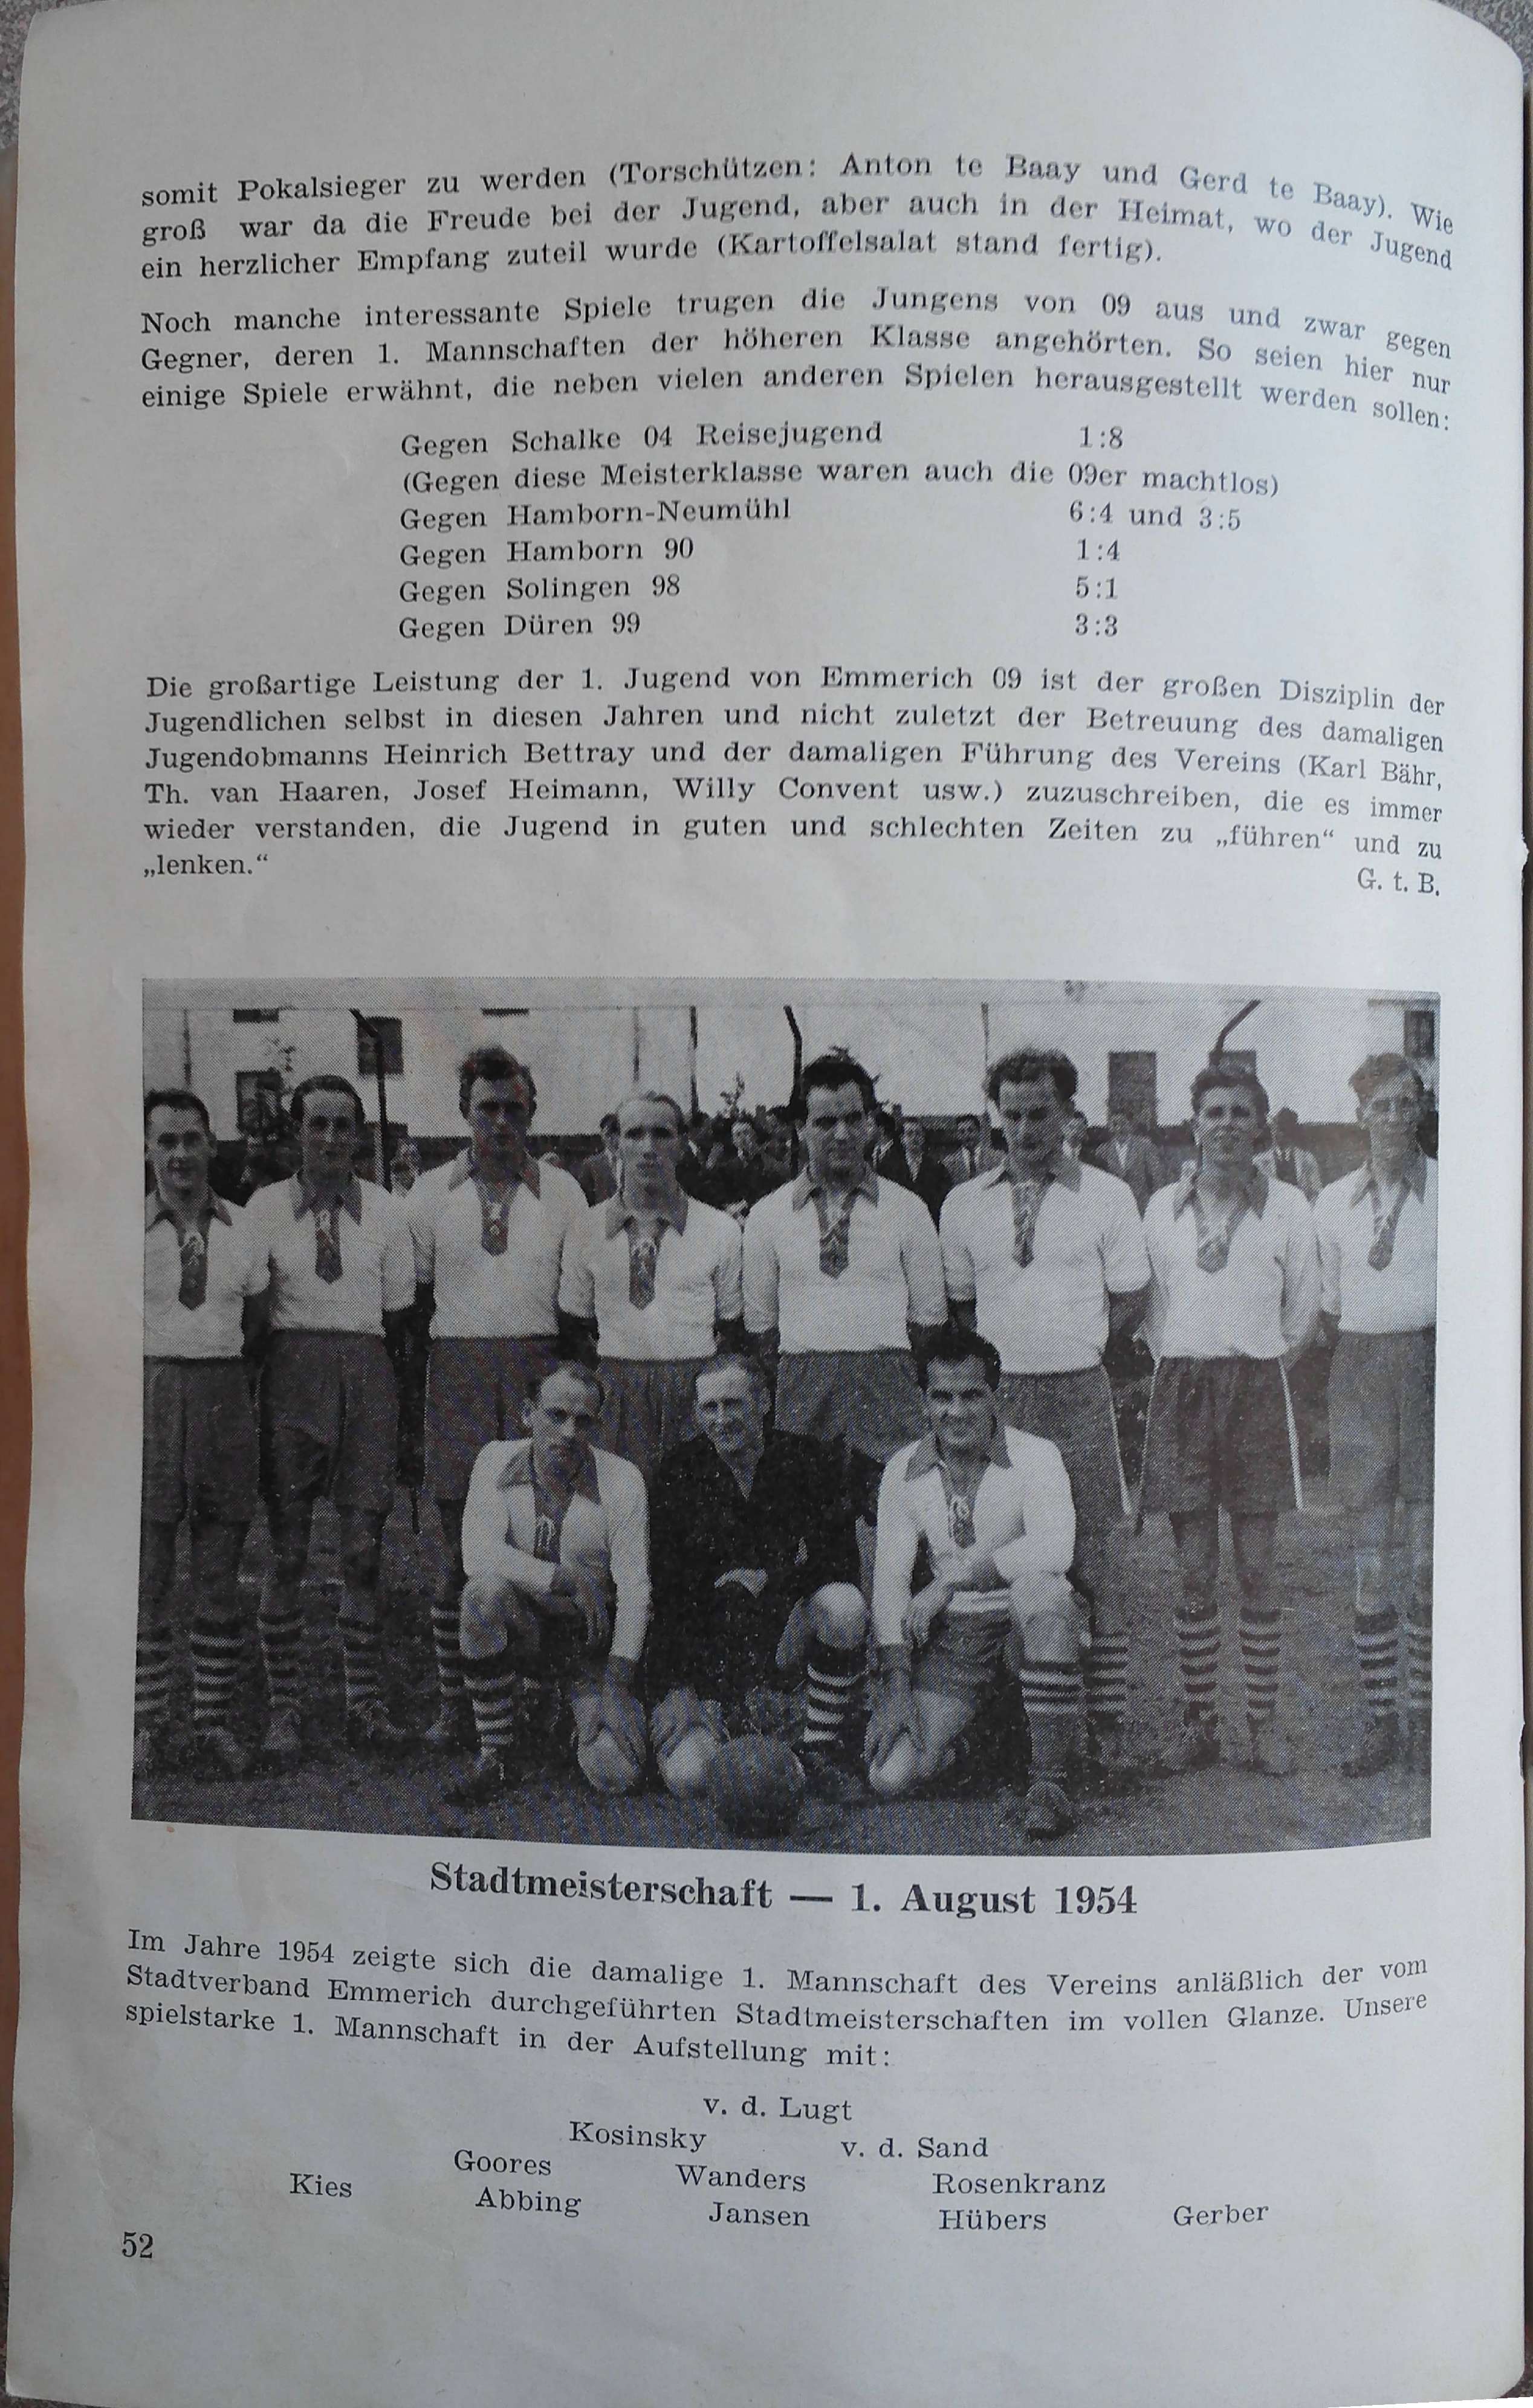 somit Pokalsieger zu werden (Torschützen: Anton te Baay und Gerd te Baay). Wie
groß war da die Freude bei der Jugend, aber auch in der Heimat, wo der Jugend
ein herzlicher Empfang zuteil wurde (Kartoffelsalat stand fertig).
Noch manche interessante Spiele trugen die Jungens von 09 aus und zwar gegen
Gegner, deren 1. Mannschaften der höheren Klasse angehörten. So seien hier nur
einige Spiele erwähnt, die neben vielen anderen Spielen herausgestellt werden sollen:
Gegen Schalke 04 Reisejugend 1:8
(Gegen diese Meisterklasse waren auch die 09er machtlos)
Gegen Hamborn-Neumühl 6:4 und 3:5
Gegen Hamborn 90 1:4
Gegen Solingen 98 5:1
Gegen Düren 99 3:3
Die großartige Leistung der 1. Jugend von Emmerich 09 ist der großen Disziplin der
Jugendlichen selbst in diesen Jahren und nicht zuletzt der Betreuung des damaligen
Jugendobmanns Heinrich Bettray und der damaligen Führung des Vereins (Karl Bähr,
Th. van Haaren, Josef Heimann, Willy Convent usw.) zuzuschreiben, die es immer
wieder verstanden, die Jugend in guten und schlechten Zeiten zu „führen“ und zu
„lenken.“
G. t. B.
Stadtmeisterschaft — 1. August 1954
Im Jahre 1954 zeigte sich die damalige 1. Mannschaft des Vereins anläßlich der vom
Stadtverband Emmerich durchgeführten Stadtmeisterschaften im vollen Glanze. Unsere
spielstarke 1. Mannschaft in der Aufstellung mit:
v. d. Lugt
Kosinsky v. d. Sand
Goores Wanders Rosenkranz
Kies Abbing Jansen Hübers Gerber
52